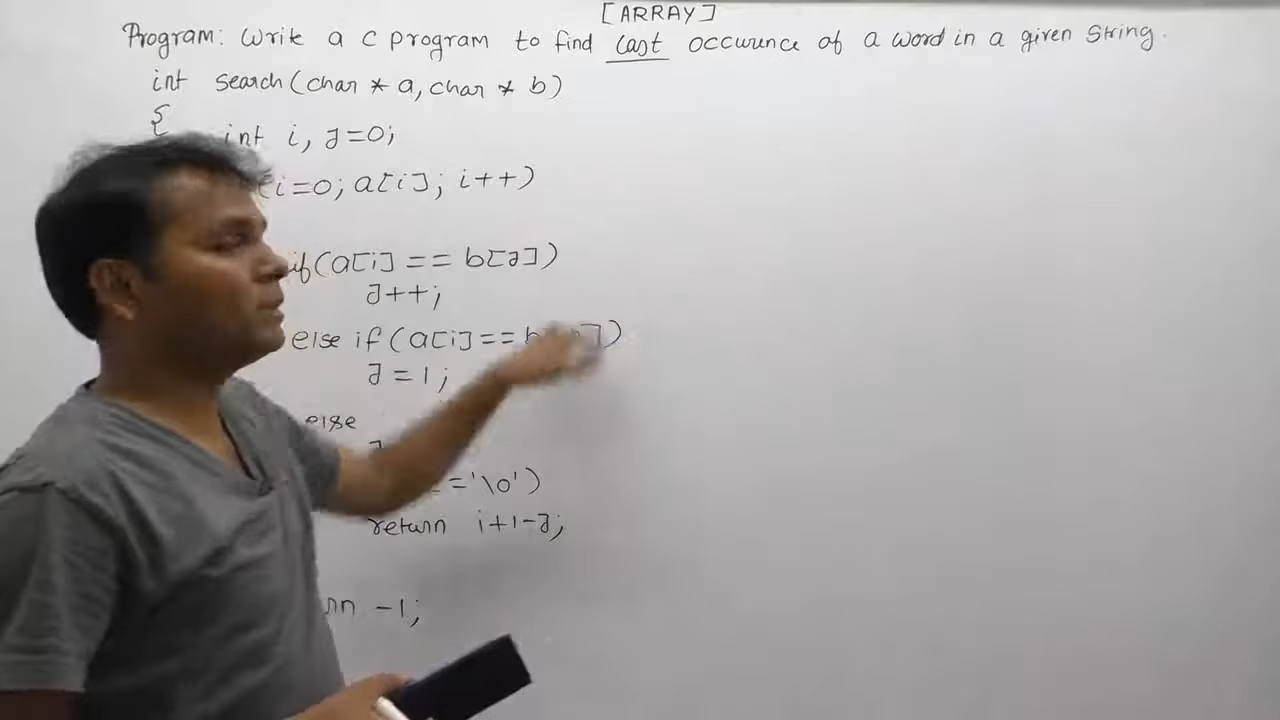 [ARRAY]
Program: Write a c program to find Last occurence of a word in a given string.
int search(char * a, char * b)
{
int i, J=0;
(i=0; a[i]; i++)
if(a[i] == b[J])
J++;
else if(a[i]==
J=1;
else
=='\0')
return i+1-J;
-1;